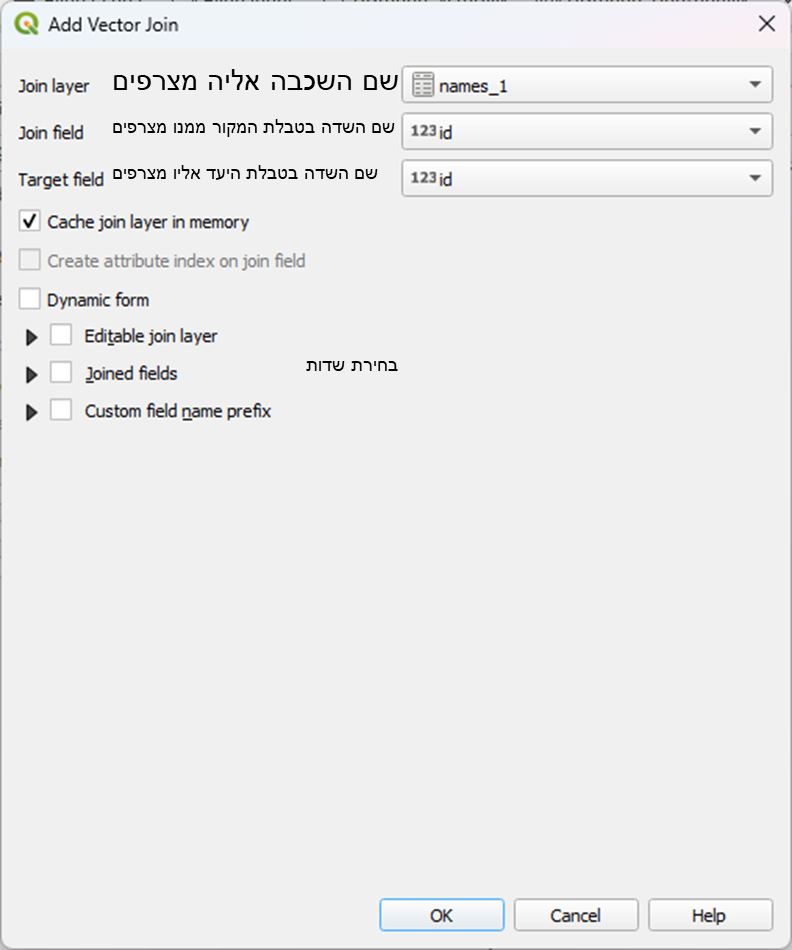 Add Vector Join
Join layer שם השכבה אליה מצרפים names_1
Join field שם השדה בטבלת המקור ממנו מצרפים 123 id
Target field שם השדה בטבלת היעד אליו מצרפים 123 id
Cache join layer in memory
Create attribute index on join field
Dynamic form
Editable join layer
Joined fields בחירת שדות
Custom field name prefix
OK Cancel Help